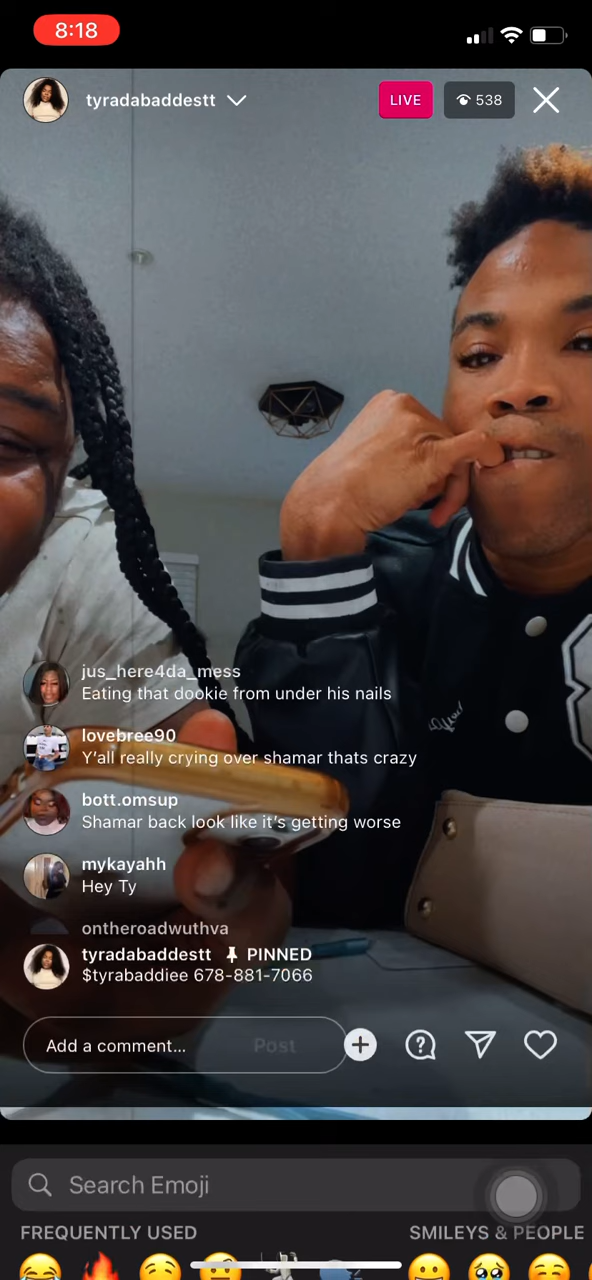 8:18
tyradabaddestt
LIVE
538
jus_here4da_mess
Eating that dookie from under his nails
lovebree90
Y'all really crying over shamar thats crazy
bott.omsup
Shamar back look like it's getting worse
mykayahh
Hey Ty
ontheroadwuthva
tyradabaddestt PINNED
$tyrabaddiee 678-881-7066
Add a comment... Post
Search Emoji
FREQUENTLY USED SMILEYS & PEOPLE